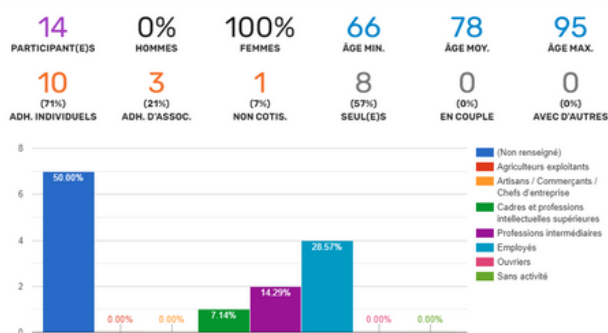 14 0% 100% 66 78 95
PARTICIPANT(E)S HOMMES FEMMES ÂGE MIN. ÂGE MOY. ÂGE MAX.
10 3 1 8 0 0
(71%) (21%) (7%) (57%) (0%) (0%)
ADH. INDIVIDUELS ADH. D'ASSOC. NON COTIS. SEUL(E)S EN COUPLE AVEC D'AUTRES
8
6
4
2
0
50.00%
0.00%
0.00%
7.14%
14.29%
28.57%
0.00%
0.00%
(Non renseigné)
Agriculteurs exploitants
Artisans / Commerçants /
Chefs d'entreprise
Cadres et professions
intellectuelles supérieures
Professions intermédiaires
Employés
Ouvriers
Sans activité